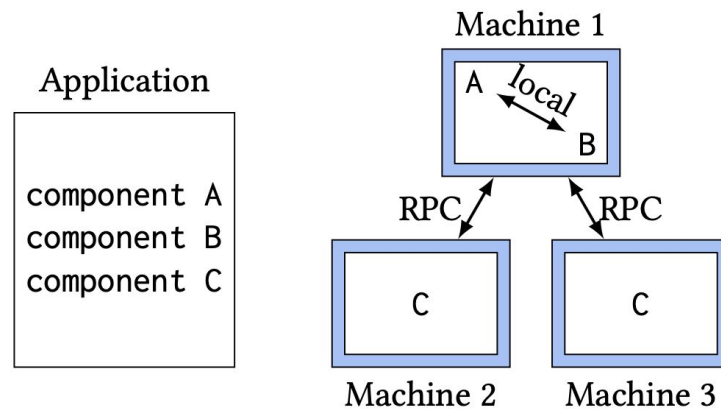 Application
component A
component B
component C
Machine 1
A
local
B
RPC
RPC
C
C
Machine 2
Machine 3